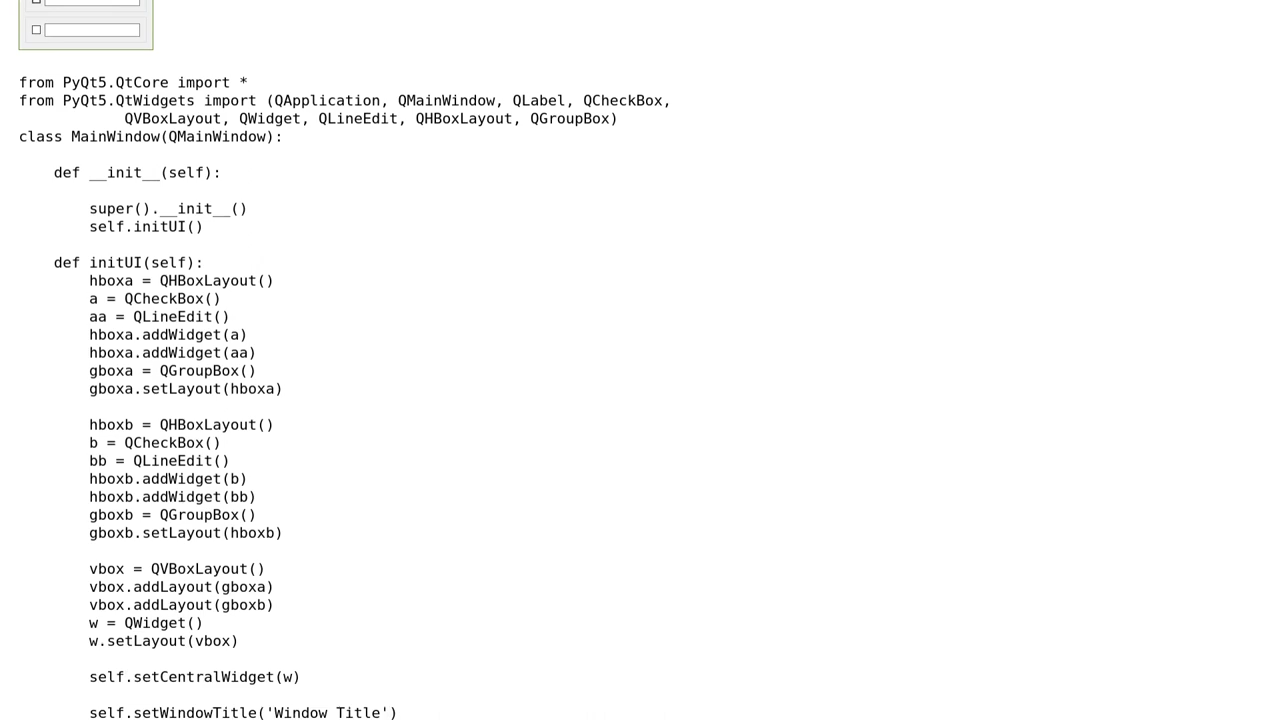 from PyQt5.QtCore import *
from PyQt5.QtWidgets import (QApplication, QMainWindow, QLabel, QCheckBox,
            QVBoxLayout, QWidget, QLineEdit, QHBoxLayout, QGroupBox)
class MainWindow(QMainWindow):

    def __init__(self):

        super().__init__()
        self.initUI()

    def initUI(self):
        hboxa = QHBoxLayout()
        a = QCheckBox()
        aa = QLineEdit()
        hboxa.addWidget(a)
        hboxa.addWidget(aa)
        gboxa = QGroupBox()
        gboxa.setLayout(hboxa)

        hboxb = QHBoxLayout()
        b = QCheckBox()
        bb = QLineEdit()
        hboxb.addWidget(b)
        hboxb.addWidget(bb)
        gboxb = QGroupBox()
        gboxb.setLayout(hboxb)

        vbox = QVBoxLayout()
        vbox.addLayout(gboxa)
        vbox.addLayout(gboxb)
        w = QWidget()
        w.setLayout(vbox)

        self.setCentralWidget(w)

        self.setWindowTitle('Window Title')